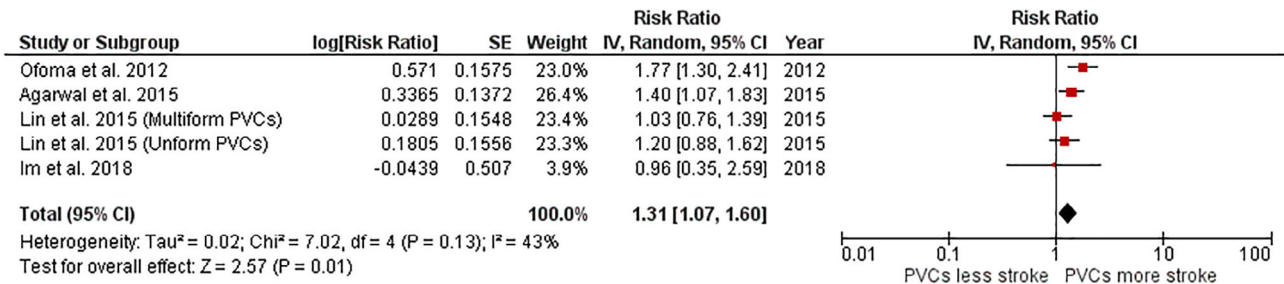 Risk Ratio Risk Ratio
Study or Subgroup log[Risk Ratio] SE Weight IV, Random, 95% CI Year IV, Random, 95% CI
Ofoma et al. 2012 0.571 0.1575 23.0% 1.77 [1.30, 2.41] 2012
Agarwal et al. 2015 0.3365 0.1372 26.4% 1.40 [1.07, 1.83] 2015
Lin et al. 2015 (Multiform PVCs) 0.0289 0.1548 23.4% 1.03 [0.76, 1.39] 2015
Lin et al. 2015 (Unform PVCs) 0.1805 0.1556 23.3% 1.20 [0.88, 1.62] 2015
Im et al. 2018 -0.0439 0.507 3.9% 0.96 [0.35, 2.59] 2018
Total (95% CI) 100.0% 1.31 [1.07, 1.60]
Heterogeneity: Tau² = 0.02; Chi² = 7.02, df = 4 (P = 0.13); I² = 43%
Test for overall effect: Z = 2.57 (P = 0.01)
0.01 0.1 1 10 100
PVCs less stroke PVCs more stroke